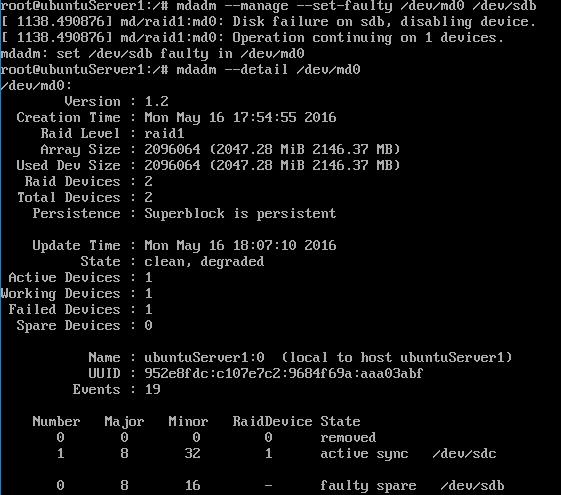 root@ubuntuServer1:/# mdadm --manage --set-faulty /dev/md0 /dev/sdb
[ 1138.490876] md/raid1:md0: Disk failure on sdb, disabling device.
[ 1138.490876] md/raid1:md0: Operation continuing on 1 devices.
mdadm: set /dev/sdb faulty in /dev/md0
root@ubuntuServer1:/# mdadm --detail /dev/md0
/dev/md0:
        Version : 1.2
  Creation Time : Mon May 16 17:54:55 2016
     Raid Level : raid1
     Array Size : 2096064 (2047.28 MiB 2146.37 MB)
  Used Dev Size : 2096064 (2047.28 MiB 2146.37 MB)
   Raid Devices : 2
  Total Devices : 2
    Persistence : Superblock is persistent

    Update Time : Mon May 16 18:07:10 2016
          State : clean, degraded
 Active Devices : 1
Working Devices : 1
 Failed Devices : 1
  Spare Devices : 0

           Name : ubuntuServer1:0  (local to host ubuntuServer1)
           UUID : 952e8fdc:c107e7c2:9684f69a:aaa03abf
         Events : 19

    Number   Major   Minor   RaidDevice State
       0       0        0        0      removed
       1       8       32        1      active sync   /dev/sdc

       0       8       16        -      faulty spare   /dev/sdb